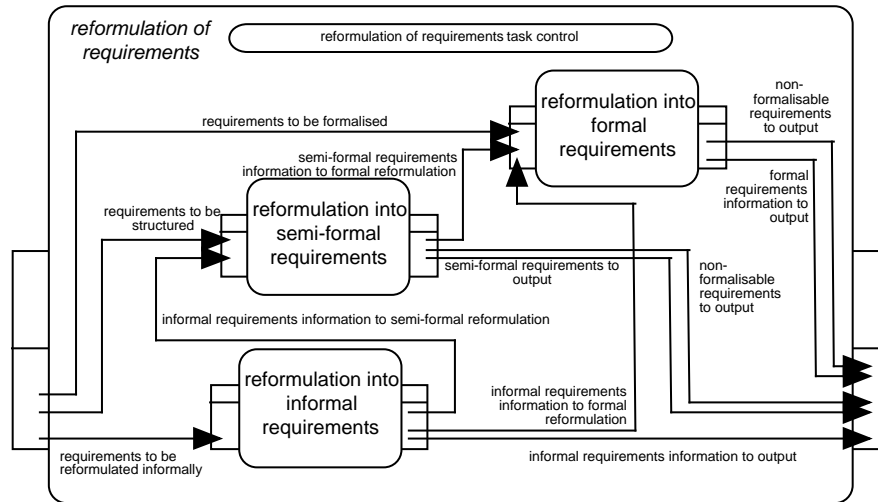 reformulation of
requirements
reformulation of requirements task control
reformulation into
formal
requirements
non-
formalisable
requirements
to output
requirements to be formalised
semi-formal requirements
information to formal reformulation
formal
requirements
information to
output
reformulation into
semi-formal
requirements
requirements to be
structured
semi-formal requirements to
output
non-
formalisable
requirements
to output
informal requirements information to semi-formal reformulation
reformulation into
informal
requirements
informal requirements
information to formal
reformulation
requirements to be
reformulated informally
informal requirements information to output